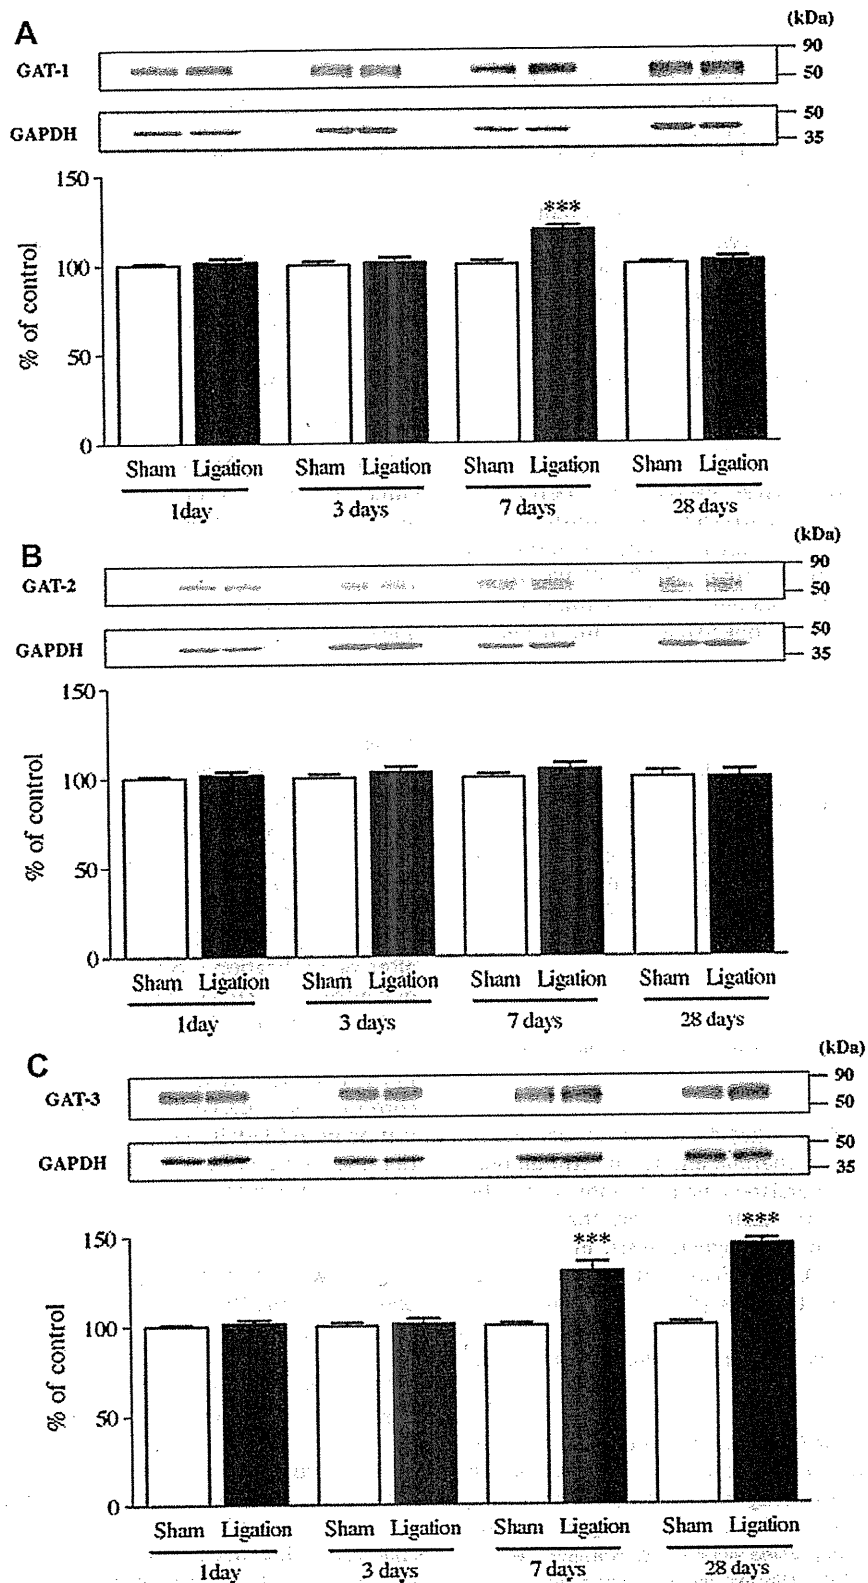 A
(kDa)
GAT-1
90
50
GAPDH
50
35
% of control
150
100
50
0
***
Sham Ligation Sham Ligation Sham Ligation Sham Ligation
1day 3 days 7 days 28 days
B
(kDa)
GAT-2
90
50
GAPDH
50
35
% of control
150
100
50
0
Sham Ligation Sham Ligation Sham Ligation Sham Ligation
1day 3 days 7 days 28 days
C
(kDa)
GAT-3
90
50
GAPDH
50
35
% of control
150
100
50
0
*** ***
Sham Ligation Sham Ligation Sham Ligation Sham Ligation
1day 3 days 7 days 28 days